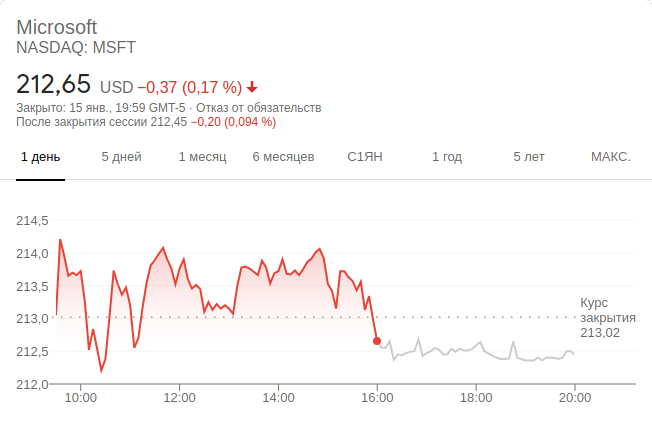 Microsoft
NASDAQ: MSFT
212,65 USD −0,37 (0,17 %)
Закрыто: 15 янв., 19:59 GMT-5 · Отказ от обязательств
После закрытия сессии 212,45 −0,20 (0,094 %)
1 день 5 дней 1 месяц 6 месяцев С1ЯН 1 год 5 лет МАКС.
214,5
214,0
213,5
213,0
212,5
212,0
Курс
закрытия
213,02
10:00 12:00 14:00 16:00 18:00 20:00